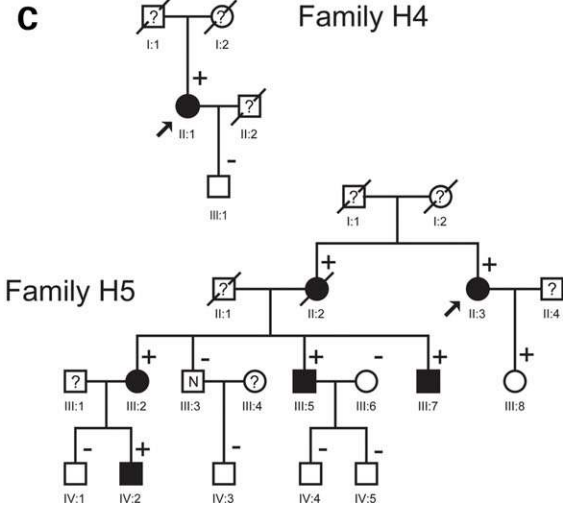 C Family H4
? ?
I:1 I:2
+
?
II:1 II:2
-
III:1
? ?
I:1 I:2
+ +
Family H5
? ?
II:1 II:2 II:3 II:4
+ - + - + +
? N ?
III:1 III:2 III:3 III:4 III:5 III:6 III:7 III:8
- + - - -
IV:1 IV:2 IV:3 IV:4 IV:5